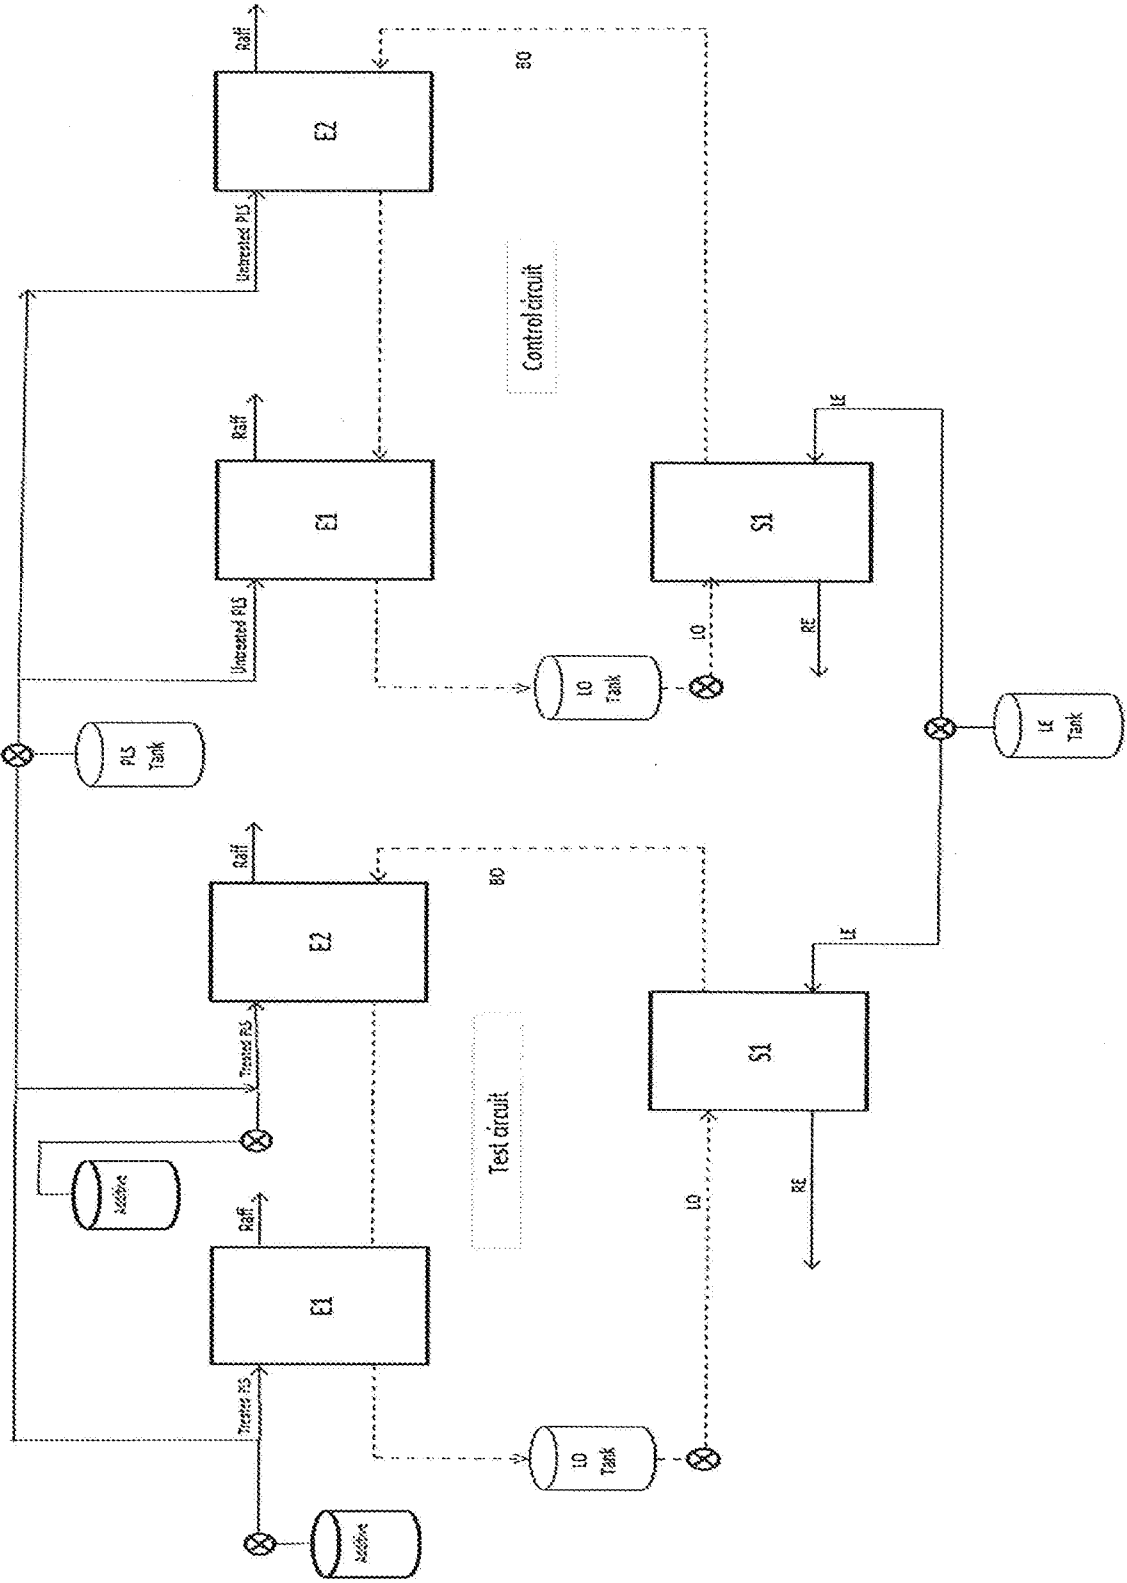 Raff
E2
Untreated PLS
BO
Control circuit
Raff
E1
Untreated PLS
LE
S1
LO
RE
LO
Tank
PLS
Tank
LE
Tank
Raff
E2
Treated PLS
BO
LE
S1
Test circuit
Additive
Raff
E1
Treated PLS
LO
RE
LO
Tank
Additive